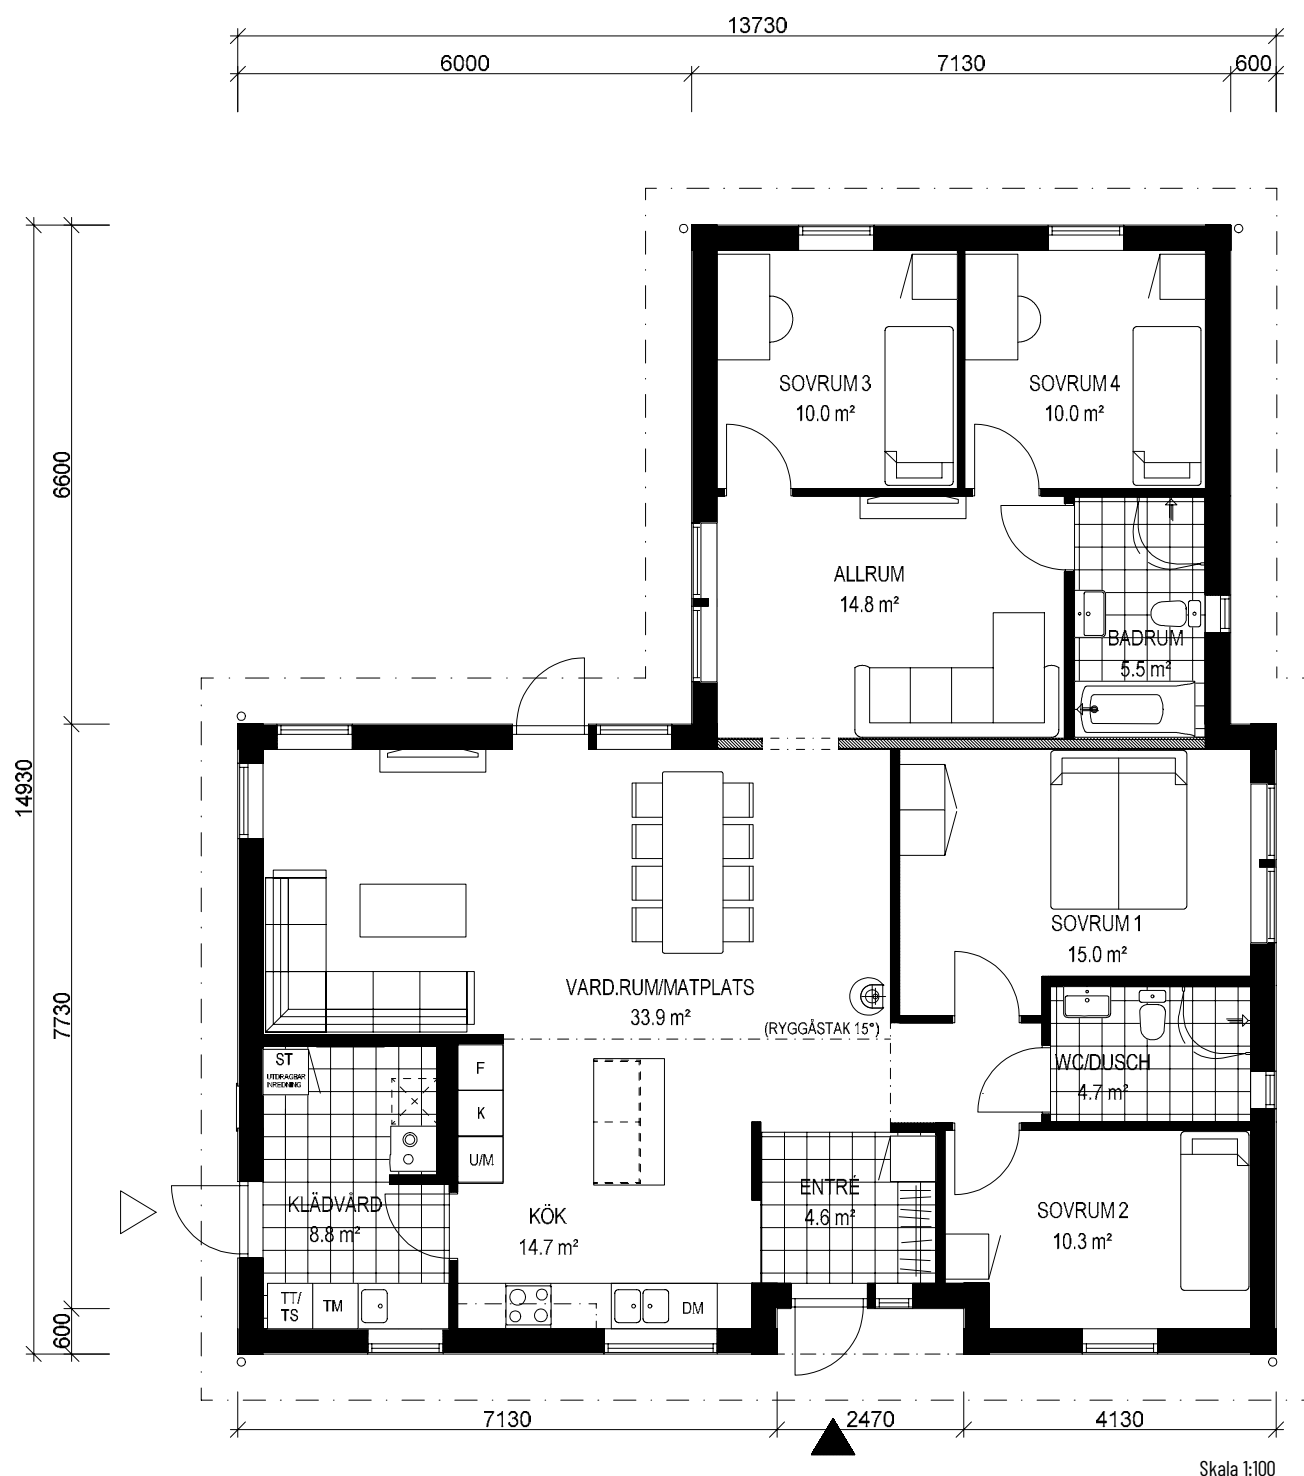 13730
6000
7130
600
SOVRUM 3
10.0 m²
SOVRUM 4
10.0 m²
6600
ALLRUM
14.8 m²
BADRUM
5.5 m²
14930
SOVRUM 1
15.0 m²
VARD.RUM/MATPLATS
33.9 m²
(RYGGÅSTAK 15°)
7730
ST
UTDRAGBAR
INREDNING
F
K
U/M
WC/DUSCH
4.7 m²
KLÄDVÅRD
8.8 m²
KÖK
14.7 m²
ENTRÉ
4.6 m²
SOVRUM 2
10.3 m²
TT/
TS
TM
DM
600
7130
2470
4130
Skala 1:100